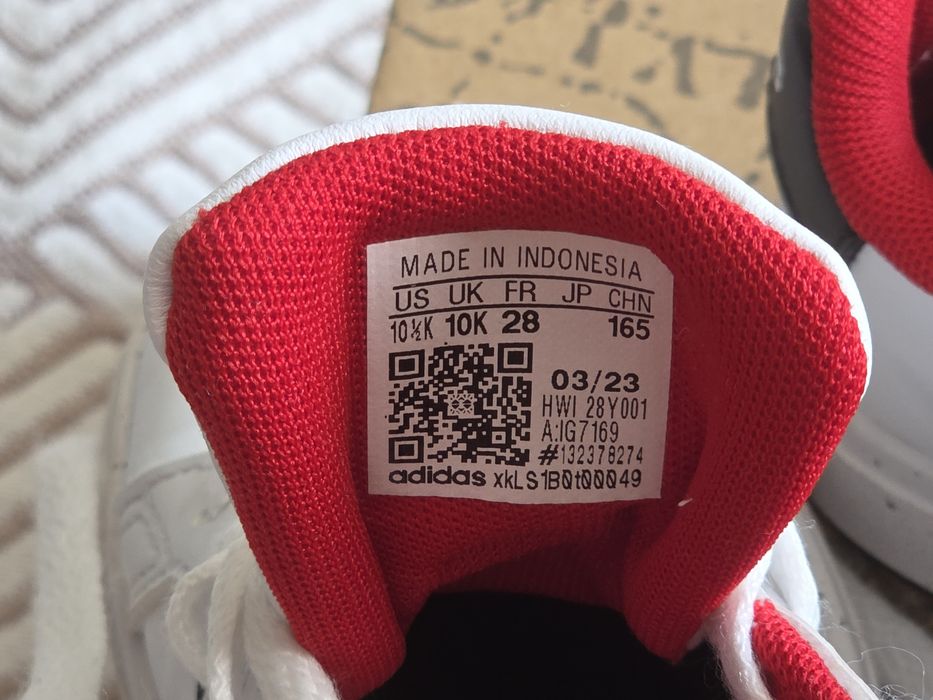 MADE IN INDONESIA
US UK FR JP CHN
10½K 10K 28 165
03/23
HWI 28Y001
A:IG7169
#132378274
adidas xkLS1B0t00049